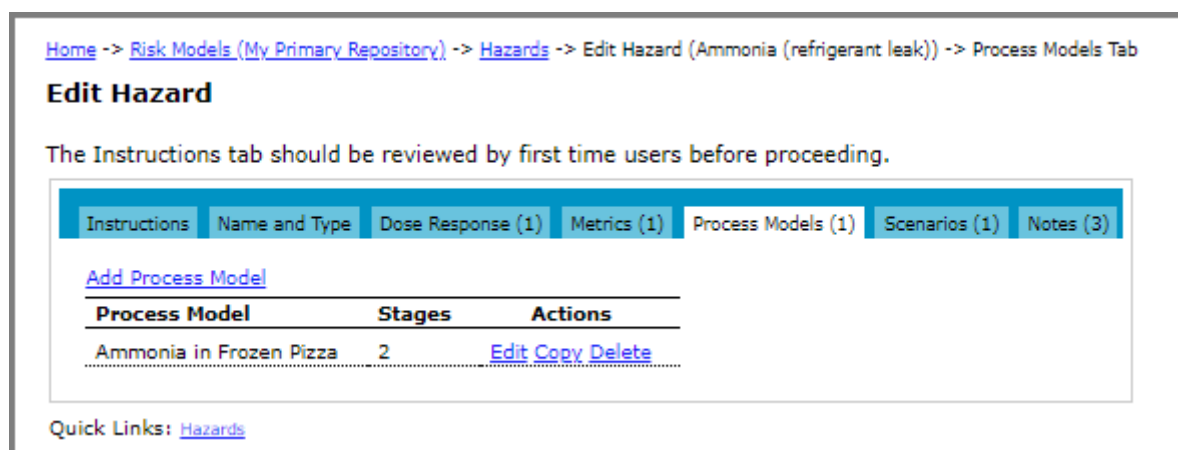 Home -> Risk Models (My Primary Repository) -> Hazards -> Edit Hazard (Ammonia (refrigerant leak)) -> Process Models Tab
Edit Hazard
The Instructions tab should be reviewed by first time users before proceeding.
Instructions Name and Type Dose Response (1) Metrics (1) Process Models (1) Scenarios (1) Notes (3)
Add Process Model
Process Model Stages Actions
Ammonia in Frozen Pizza 2 Edit Copy Delete
Quick Links: Hazards